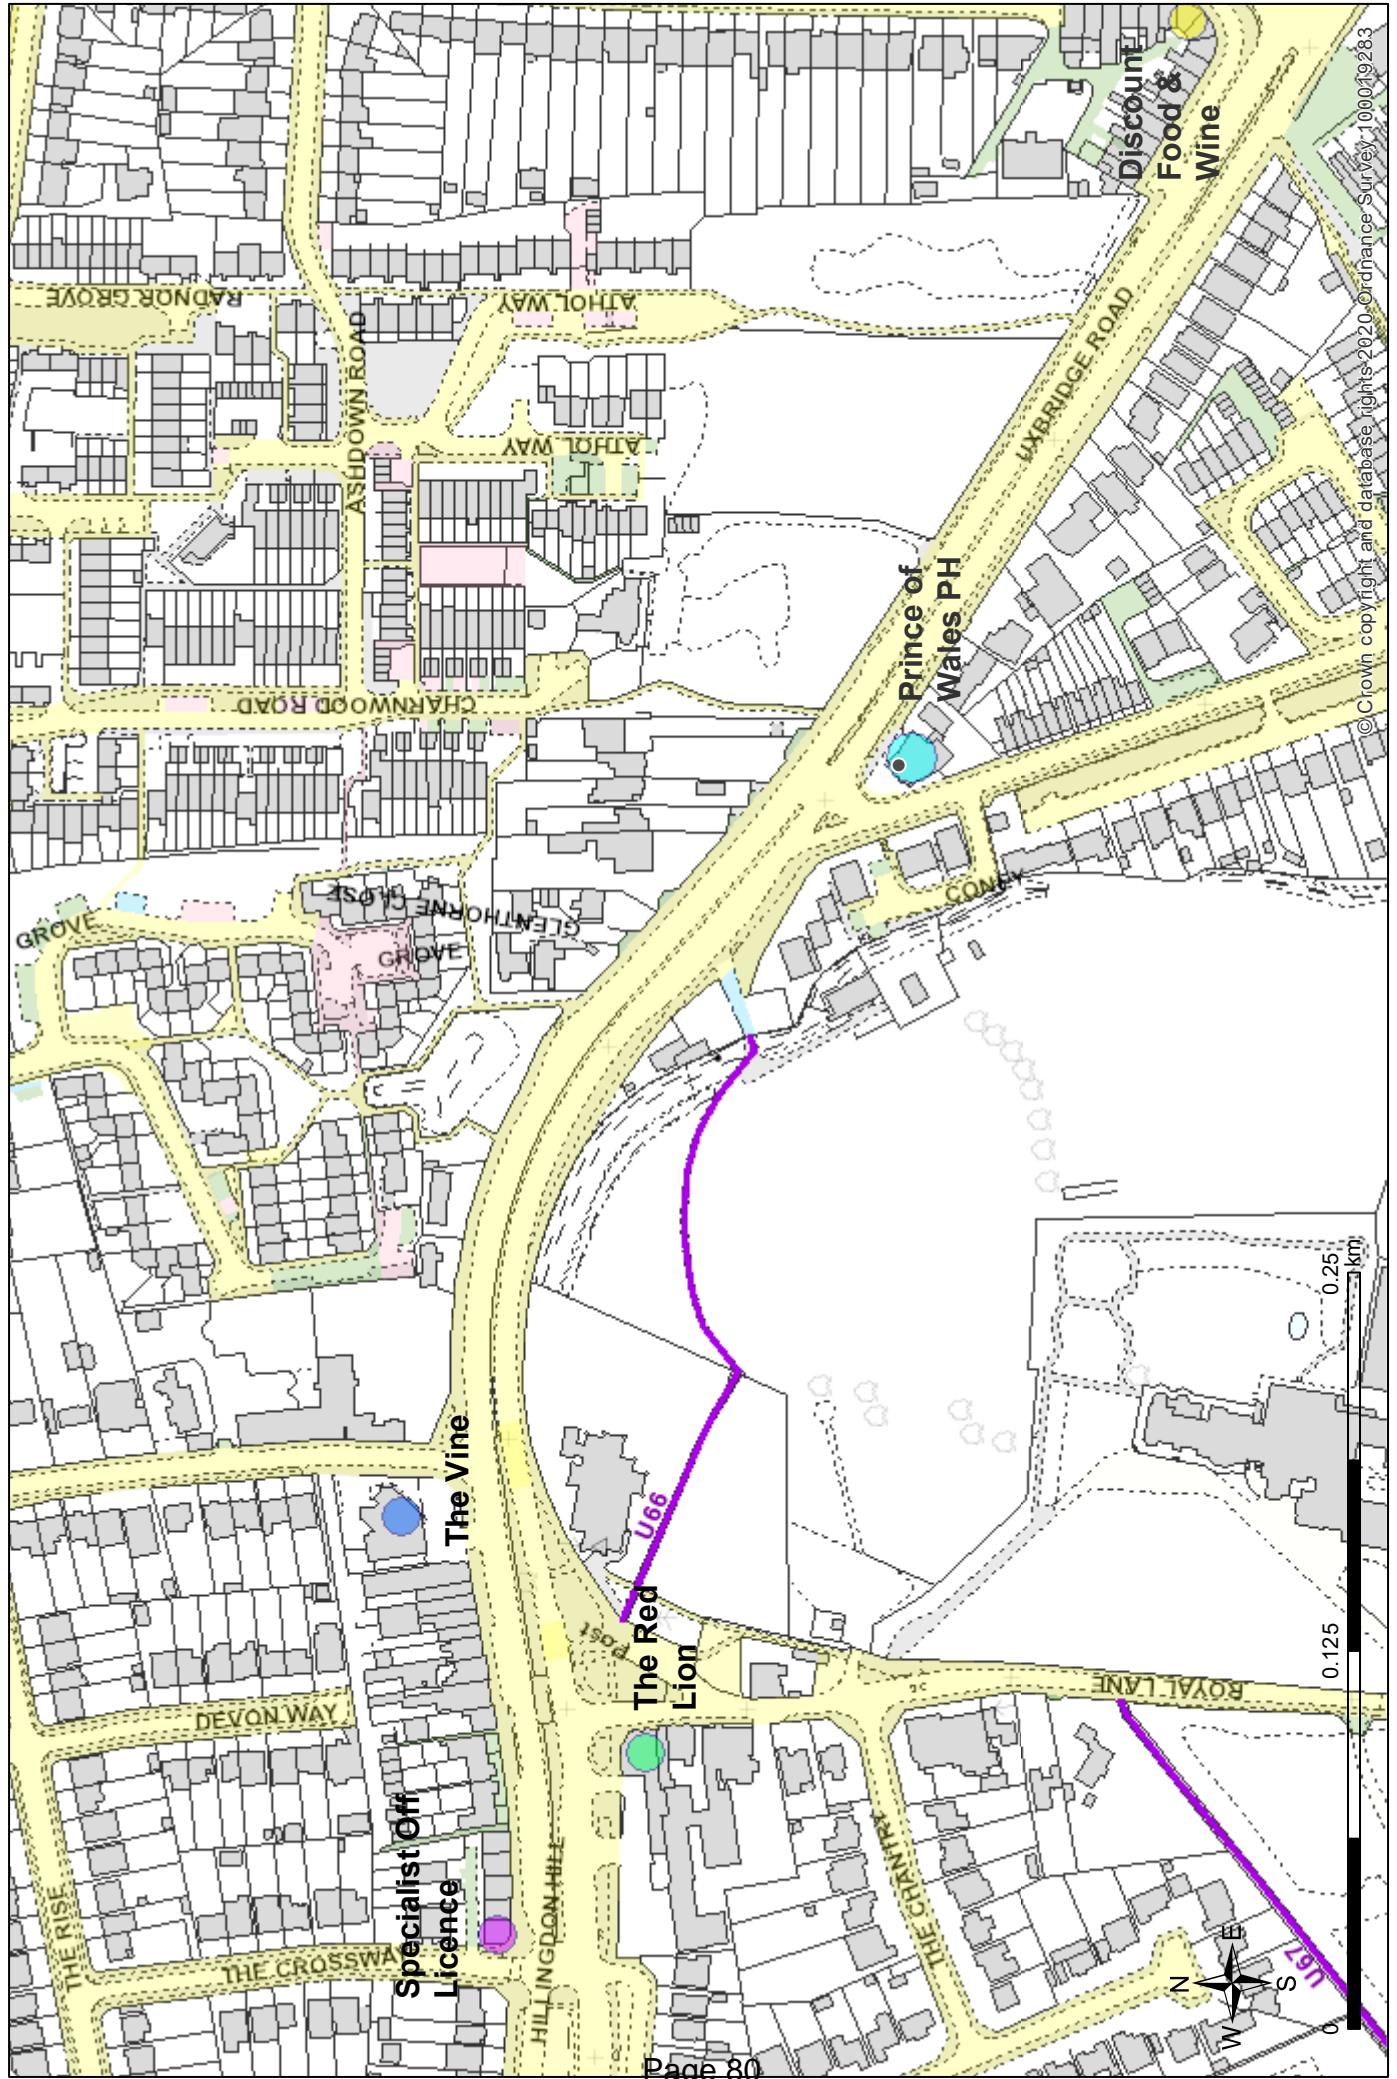 RADNOR GROVE
ASHDOWN ROAD
ATHOL WAY
ATHOL WAY
CHARNWOOD ROAD
GROVE
GLENTHORNE CLOSE
GROVE
Discount
Food &
Wine
UXBRIDGE ROAD
Prince of
Wales PH
CONEY
The Vine
U66
Post
The Red
Lion
DEVON WAY
Specialist Off
Licence
THE RISE
THE CROSSWAY
HILLINGDON HILL
THE CHANTRY
ROYAL LANE
U67
N
W E
S
0 0.125 0.25
km
© Crown copyright and database rights 2020 Ordnance Survey 100019283
Page 80